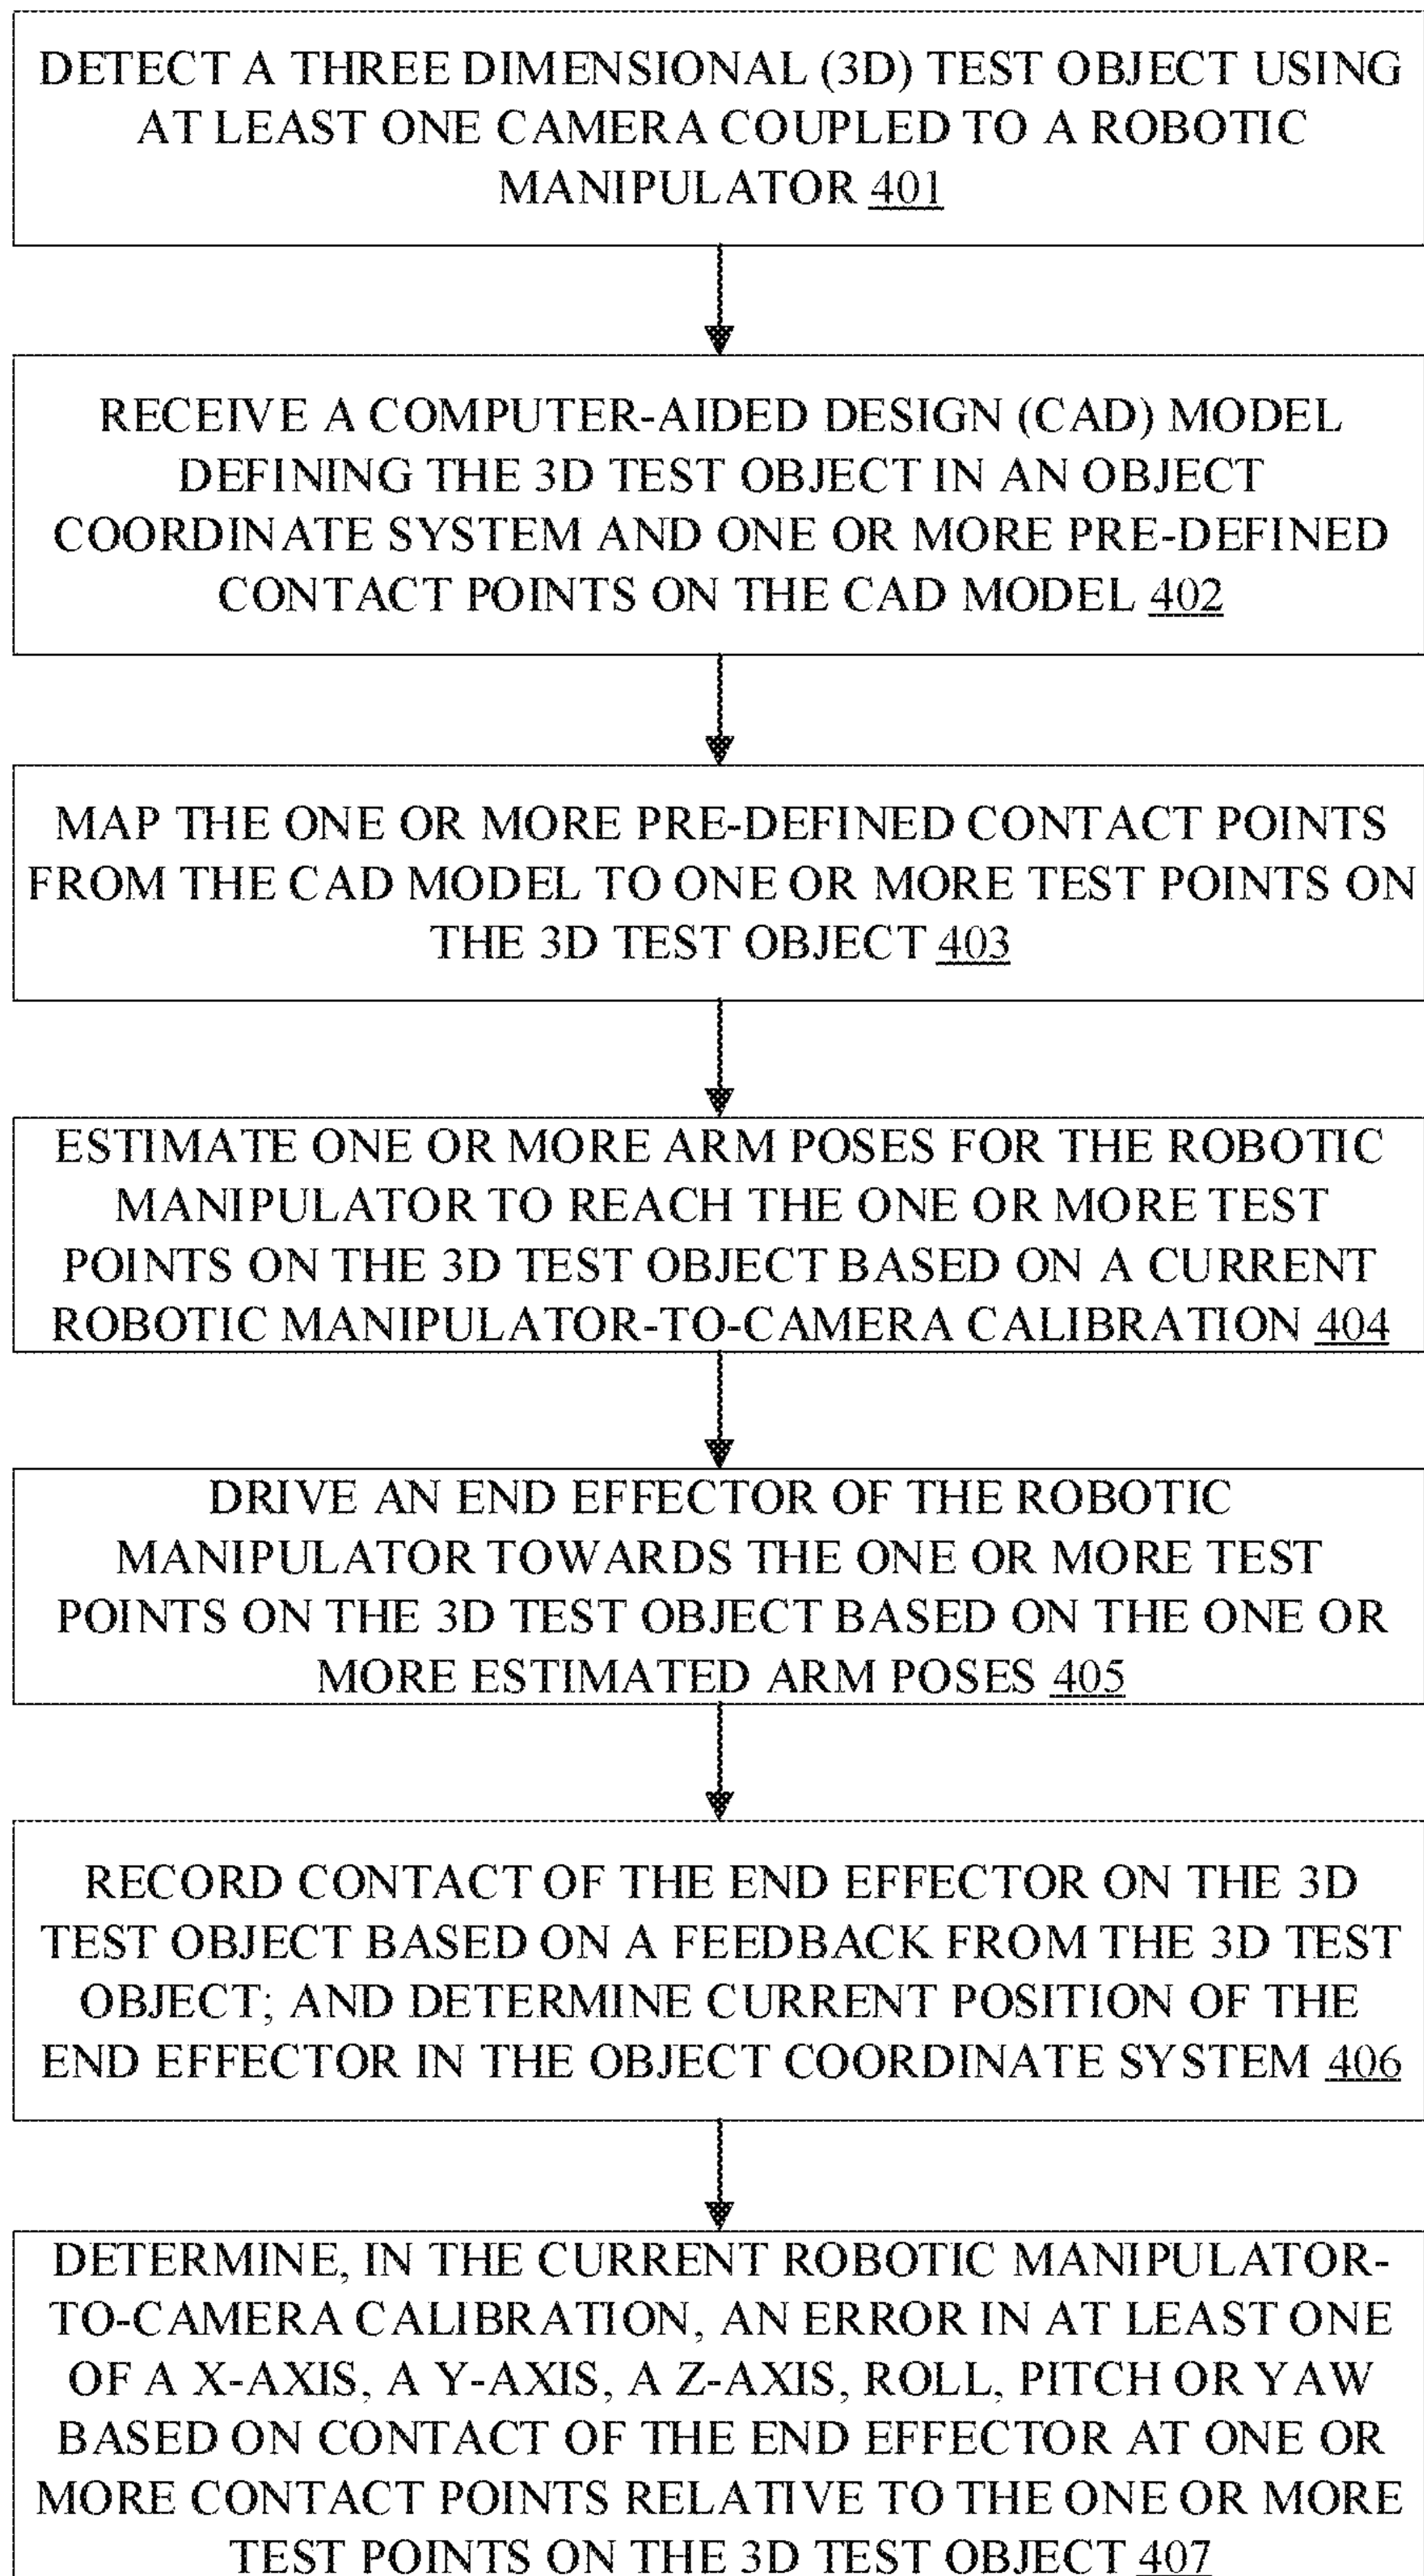 DETECT A THREE DIMENSIONAL (3D) TEST OBJECT USING
AT LEAST ONE CAMERA COUPLED TO A ROBOTIC
MANIPULATOR 401
RECEIVE A COMPUTER-AIDED DESIGN (CAD) MODEL
DEFINING THE 3D TEST OBJECT IN AN OBJECT
COORDINATE SYSTEM AND ONE OR MORE PRE-DEFINED
CONTACT POINTS ON THE CAD MODEL 402
MAP THE ONE OR MORE PRE-DEFINED CONTACT POINTS
FROM THE CAD MODEL TO ONE OR MORE TEST POINTS ON
THE 3D TEST OBJECT 403
ESTIMATE ONE OR MORE ARM POSES FOR THE ROBOTIC
MANIPULATOR TO REACH THE ONE OR MORE TEST
POINTS ON THE 3D TEST OBJECT BASED ON A CURRENT
ROBOTIC MANIPULATOR-TO-CAMERA CALIBRATION 404
DRIVE AN END EFFECTOR OF THE ROBOTIC
MANIPULATOR TOWARDS THE ONE OR MORE TEST
POINTS ON THE 3D TEST OBJECT BASED ON THE ONE OR
MORE ESTIMATED ARM POSES 405
RECORD CONTACT OF THE END EFFECTOR ON THE 3D
TEST OBJECT BASED ON A FEEDBACK FROM THE 3D TEST
OBJECT; AND DETERMINE CURRENT POSITION OF THE
END EFFECTOR IN THE OBJECT COORDINATE SYSTEM 406
DETERMINE, IN THE CURRENT ROBOTIC MANIPULATOR-
TO-CAMERA CALIBRATION, AN ERROR IN AT LEAST ONE
OF A X-AXIS, A Y-AXIS, A Z-AXIS, ROLL, PITCH OR YAW
BASED ON CONTACT OF THE END EFFECTOR AT ONE OR
MORE CONTACT POINTS RELATIVE TO THE ONE OR MORE
TEST POINTS ON THE 3D TEST OBJECT 407